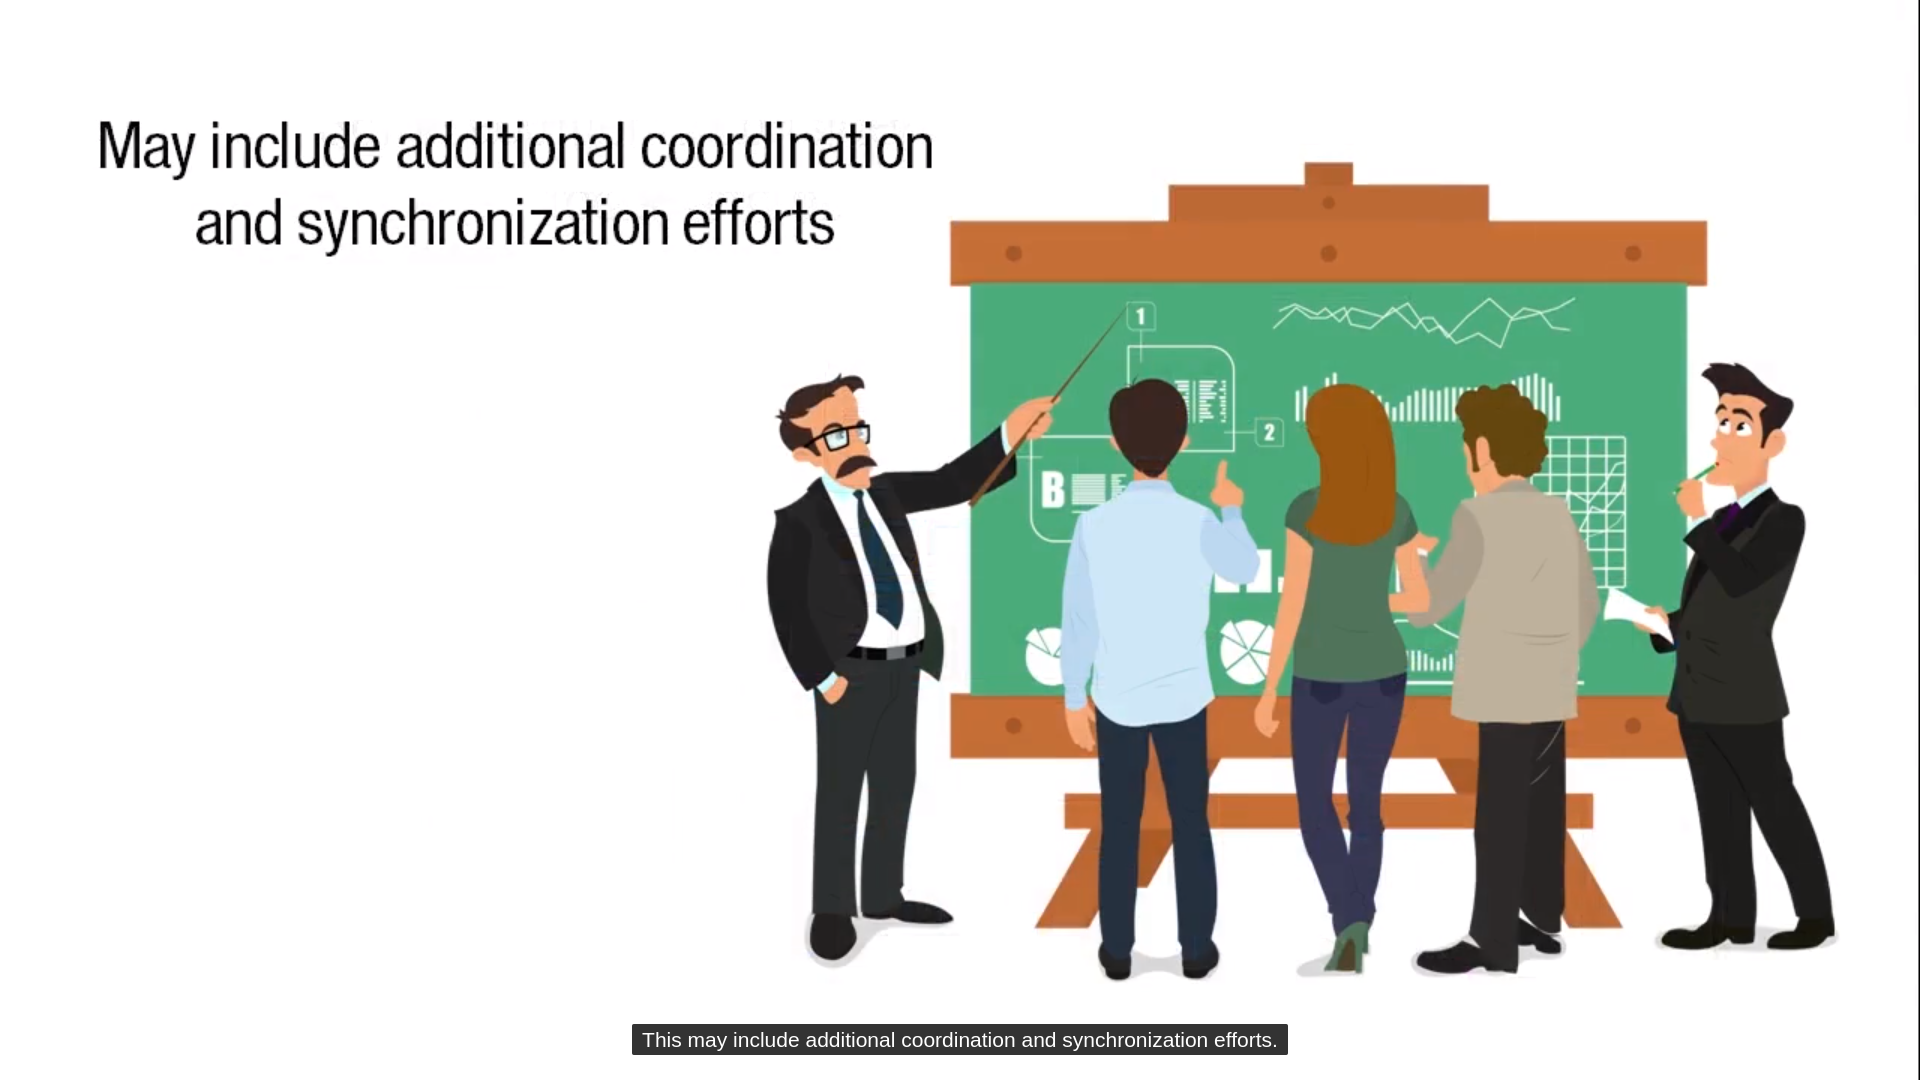 May include additional coordination
and synchronization efforts
1
2
B
This may include additional coordination and synchronization efforts.